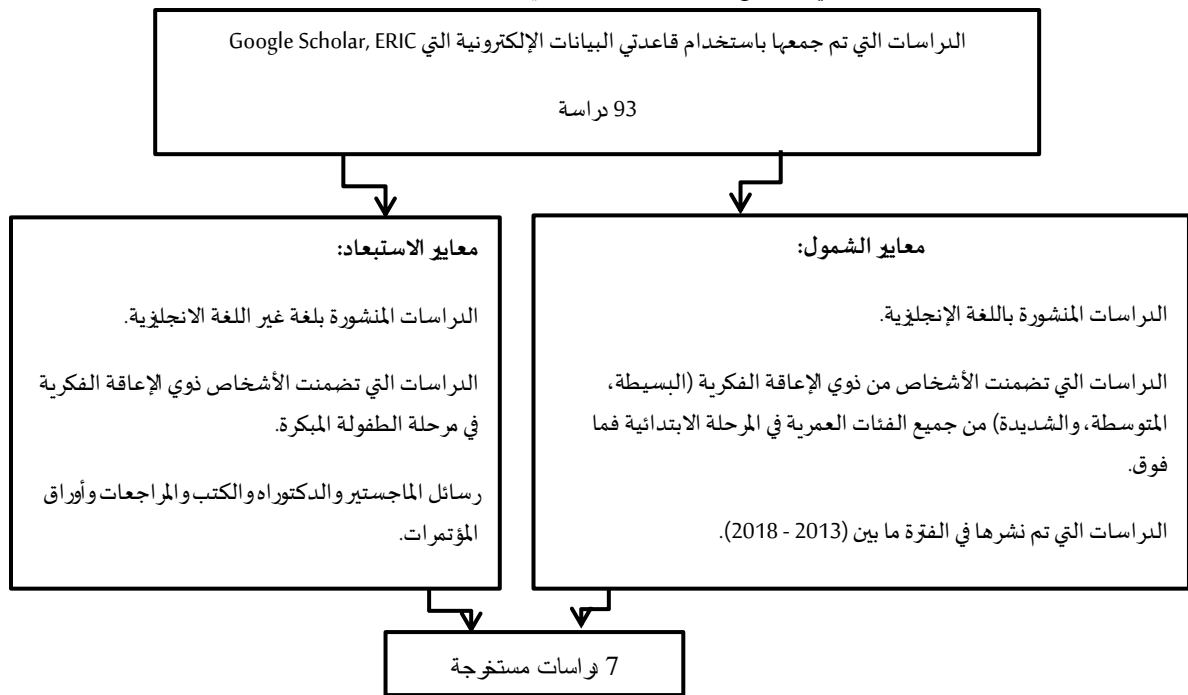 الدراسات التي تم جمعها باستخدام قاعدتي البيانات الإلكترونية التي Google Scholar, ERIC
93 دراسة
معايير الشمول:
الدراسات المنشورة باللغة الإنجليزية.
الدراسات التي تضمنت الأشخاص من ذوي الإعاقة الفكرية (البسيطة،
المتوسطة، والشديدة) من جميع الفئات العمرية في المرحلة الابتدائية فما
فوق.
الدراسات التي تم نشرها في الفترة ما بين (2013 - 2018).
معايير الاستبعاد:
الدراسات المنشورة بلغة غير اللغة الانجليزية.
الدراسات التي تضمنت الأشخاص ذوي الإعاقة الفكرية
في مرحلة الطفولة المبكرة.
رسائل الماجستير والدكتوراه والكتب والمراجعات وأوراق
المؤتمرات.
7 دراسات مستخرجة